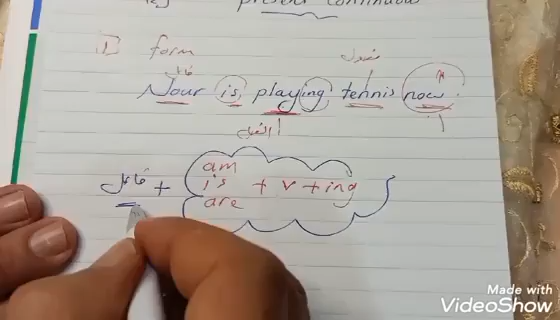 present continuous
1 form
فاعل مفعول
Nour is playing tennis now.
الفعل
فاعل + am is are + v + ing
Made with
VideoShow